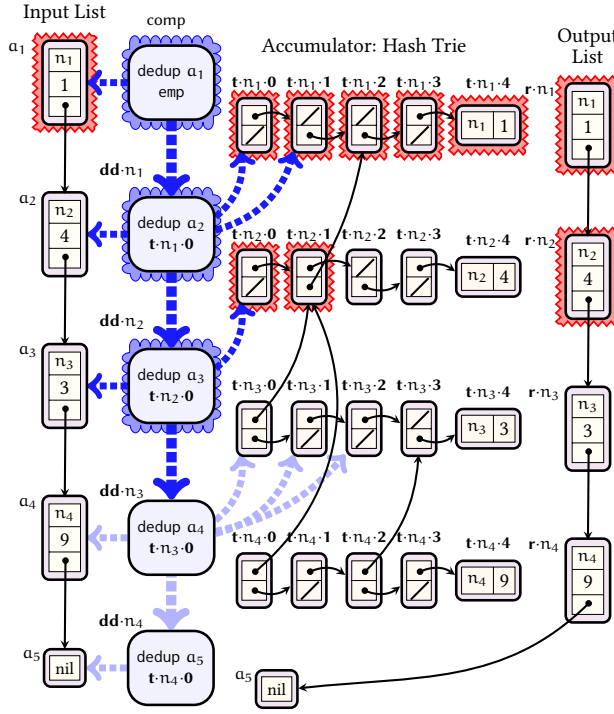 Input List
comp
Accumulator: Hash Trie
Output
List
a1
n1
1
dedup a1
emp
t·n1·0
t·n1·1
t·n1·2
t·n1·3
t·n1·4
n1 1
r·n1
n1
1
dd·n1
a2
n2
4
dedup a2
t·n1·0
t·n2·0
t·n2·1
t·n2·2
t·n2·3
t·n2·4
n2 4
r·n2
n2
4
dd·n2
a3
n3
3
dedup a3
t·n2·0
t·n3·0
t·n3·1
t·n3·2
t·n3·3
t·n3·4
n3 3
r·n3
n3
3
dd·n3
a4
n4
9
dedup a4
t·n3·0
t·n4·0
t·n4·1
t·n4·2
t·n4·3
t·n4·4
n4 9
r·n4
n4
9
dd·n4
a5
nil
dedup a5
t·n4·0
a5
nil